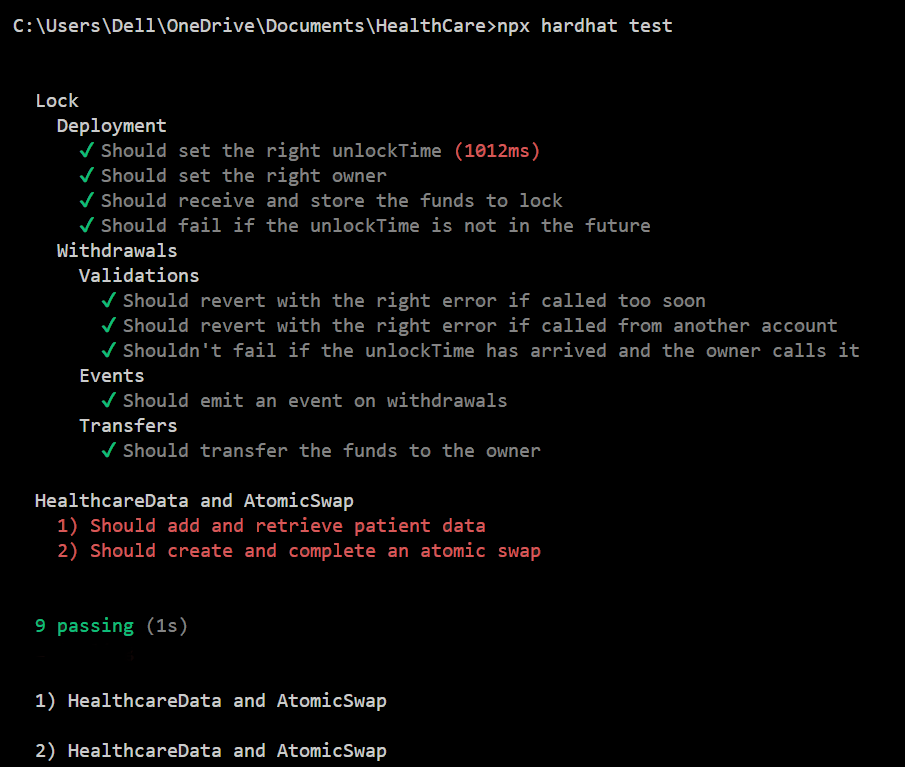 C:\Users\Dell\OneDrive\Documents\HealthCare>npx hardhat test
Lock
Deployment
✓ Should set the right unlockTime (1012ms)
✓ Should set the right owner
✓ Should receive and store the funds to lock
✓ Should fail if the unlockTime is not in the future
Withdrawals
Validations
✓ Should revert with the right error if called too soon
✓ Should revert with the right error if called from another account
✓ Shouldn't fail if the unlockTime has arrived and the owner calls it
Events
✓ Should emit an event on withdrawals
Transfers
✓ Should transfer the funds to the owner
HealthcareData and AtomicSwap
1) Should add and retrieve patient data
2) Should create and complete an atomic swap
9 passing (1s)
1) HealthcareData and AtomicSwap
2) HealthcareData and AtomicSwap